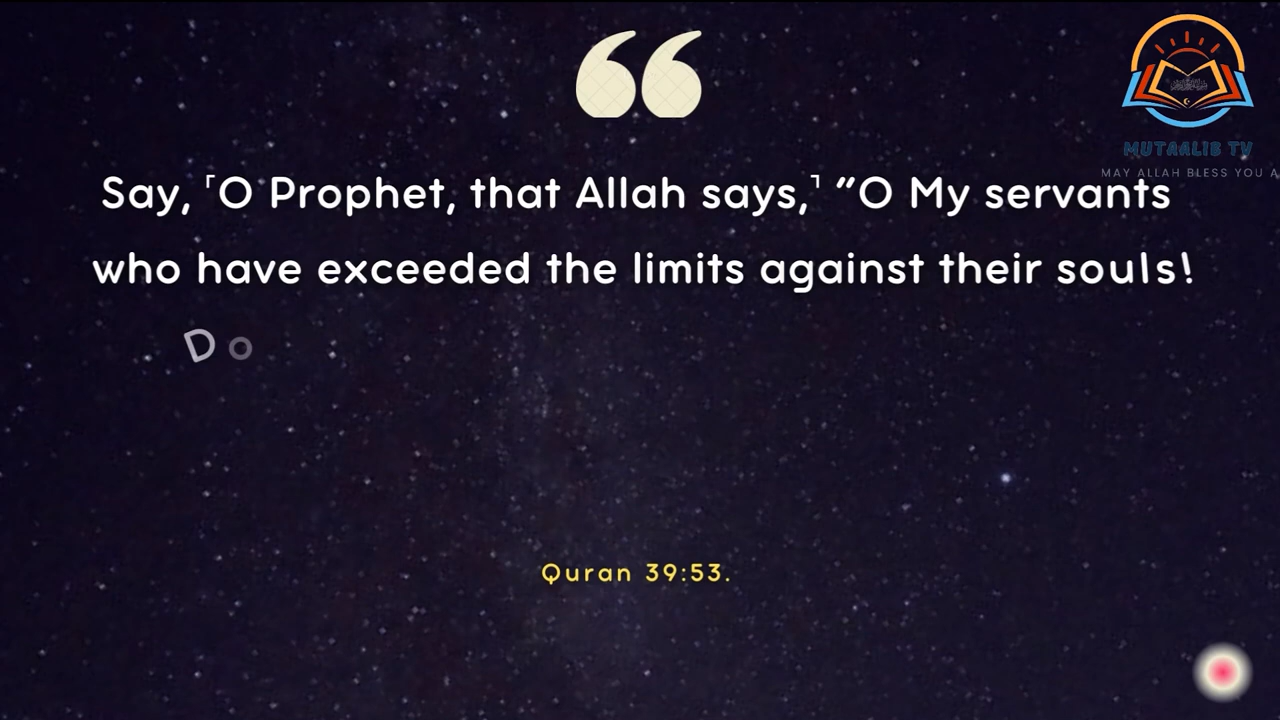 MUTAALIB TV
MAY ALLAH BLESS YOU A
Say, ⸢O Prophet, that Allah says,⸣ “O My servants
who have exceeded the limits against their souls!
Do
Quran 39:53.